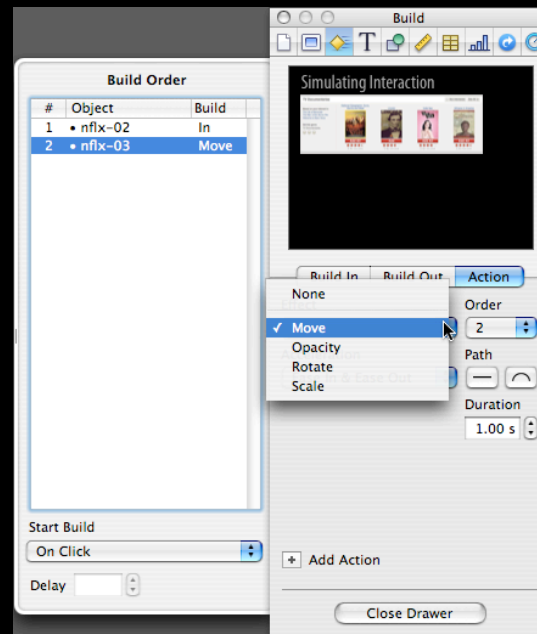 Build
Build Order
# Object Build
1 • nflx-02 In
2 • nflx-03 Move
Simulating Interaction
Build In Build Out Action
None
✓ Move
Opacity
Rotate
Scale
Order
2
Path
Duration
1.00 s
Start Build
On Click
Delay
+ Add Action
Close Drawer